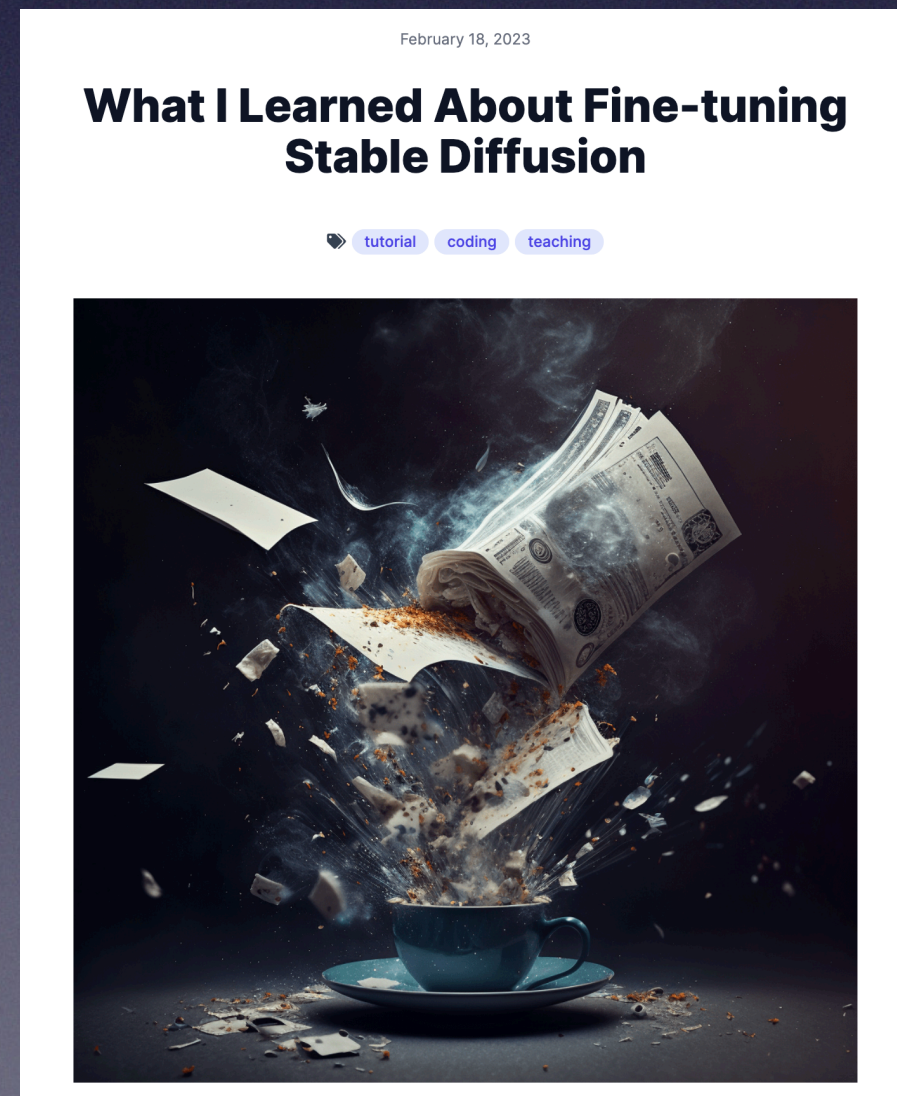 February 18, 2023
What I Learned About Fine-tuning
Stable Diffusion
tutorial coding teaching